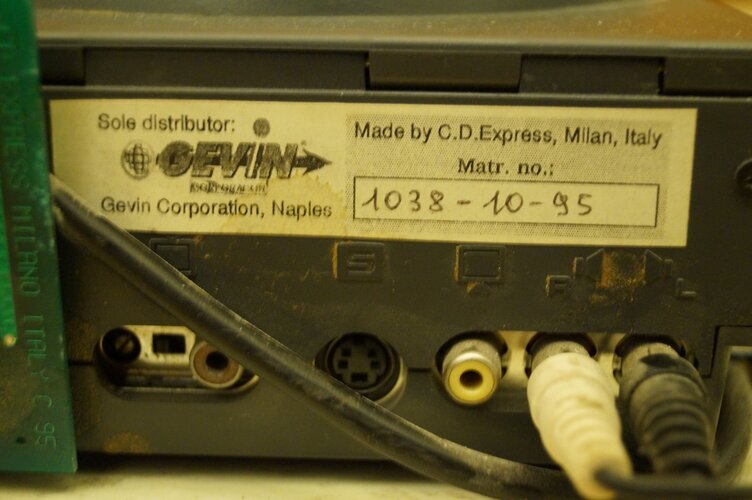 Sole distributor:
GEVIN
Gevin Corporation, Naples
Made by C.D.Express, Milan, Italy
Matr. no.:
1038-10-95
S
R L
EXPRESS MILANO ITALY C 95